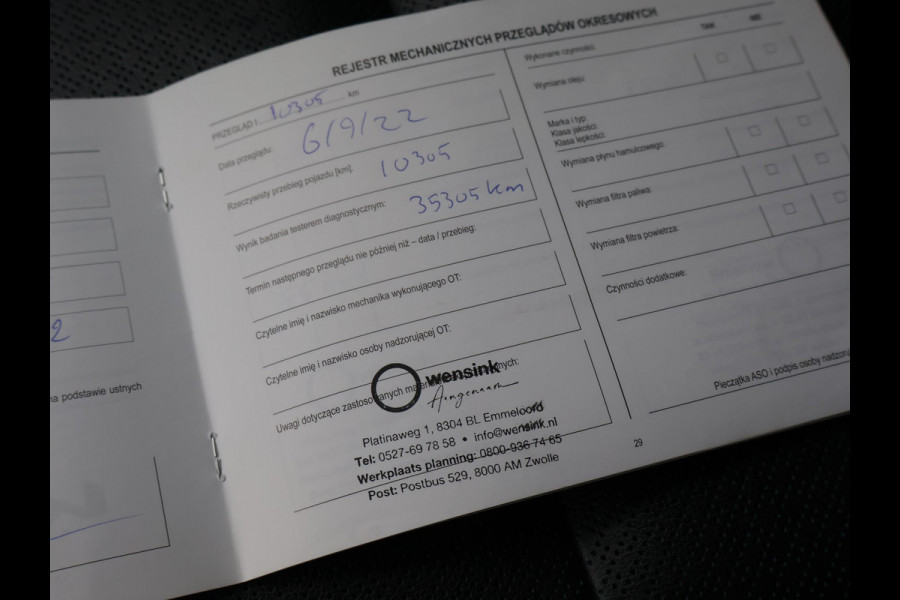 REJESTR MECHANICZNYCH PRZEGLĄDÓW OKRESOWYCH
PRZEGLĄD I 10305 km
Data przeglądu: 6/9/22
Rzeczywisty przebieg pojazdu [km]. 10305
Wynik badania testerem diagnostycznym: 35305 km
Termin następnego przeglądu nie później niż – data / przebieg:
Czytelne imię i nazwisko mechanika wykonującego OT:
Czytelne imię i nazwisko osoby nadzorującej OT:
Uwagi dotyczące zastosowanych
wensink
Aangenaam
Platinaweg 1, 8304 BL Emmeloord
Tel: 0527-69 78 58 • info@wensink.nl
Werkplaats planning: 0800-936 74 65
Post: Postbus 529, 8000 AM Zwolle
TAK NIE
Wykonane czynności:
Wymiana oleju:
Marka i typ:
Klasa jakości:
Klasa lepkości:
Wymiana płynu hamulcowego:
Wymiana filtra paliwa:
Wymiana filtra powietrza:
Czynności dodatkowe:
Pieczątka ASO i podpis osoby
29
2
na podstawie ustnych